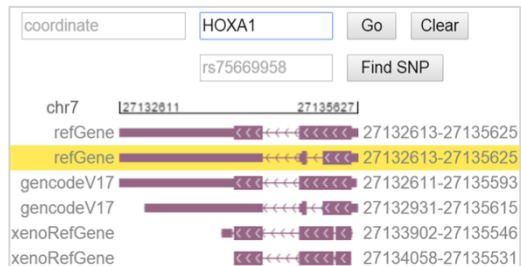 coordinate HOXA1 Go Clear
rs75669958 Find SNP
chr7 27132611 27135627
refGene 27132613-27135625
refGene 27132613-27135625
gencodeV17 27132611-27135593
gencodeV17 27132931-27135615
xenoRefGene 27133902-27135546
xenoRefGene 27134058-27135531